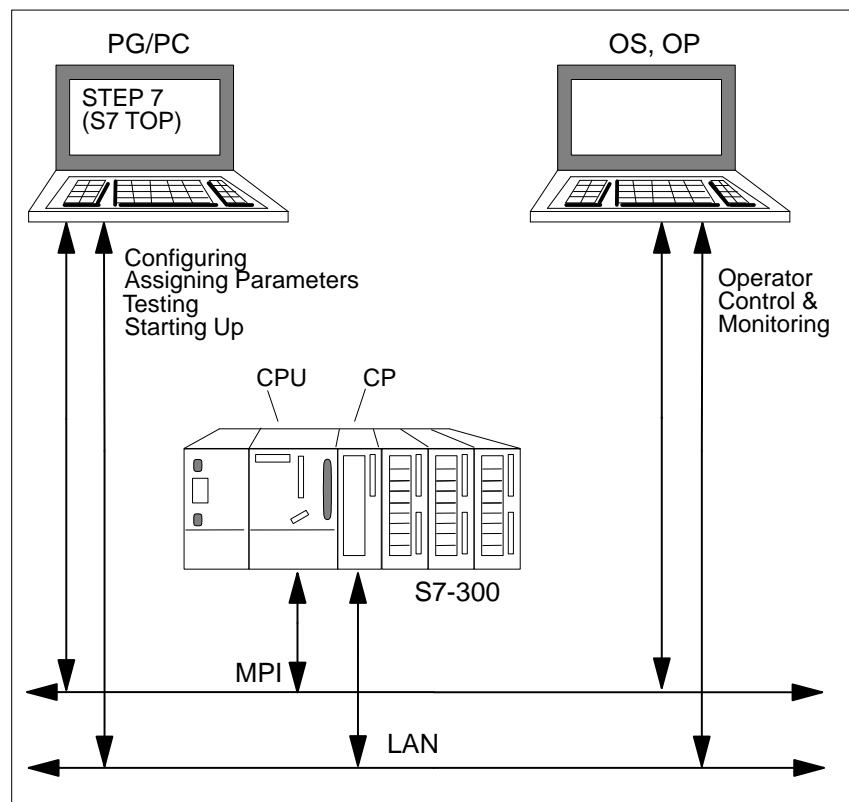 PG/PC
OS, OP
STEP 7
(S7 TOP)
Configuring
Assigning Parameters
Testing
Starting Up
Operator
Control &
Monitoring
CPU
CP
S7-300
MPI
LAN